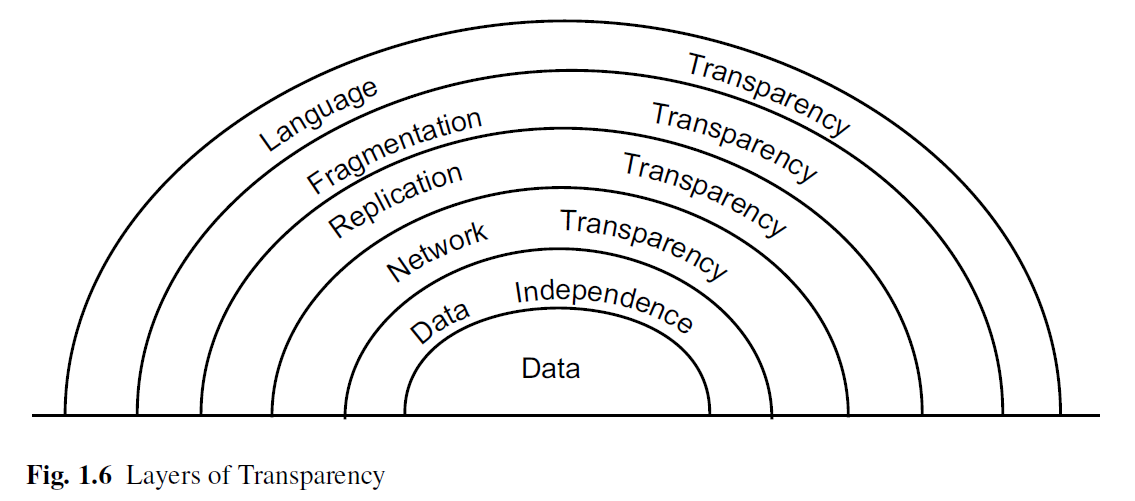 Language Transparency
Fragmentation Transparency
Replication Transparency
Network Transparency
Data Independence
Data
Fig. 1.6 Layers of Transparency